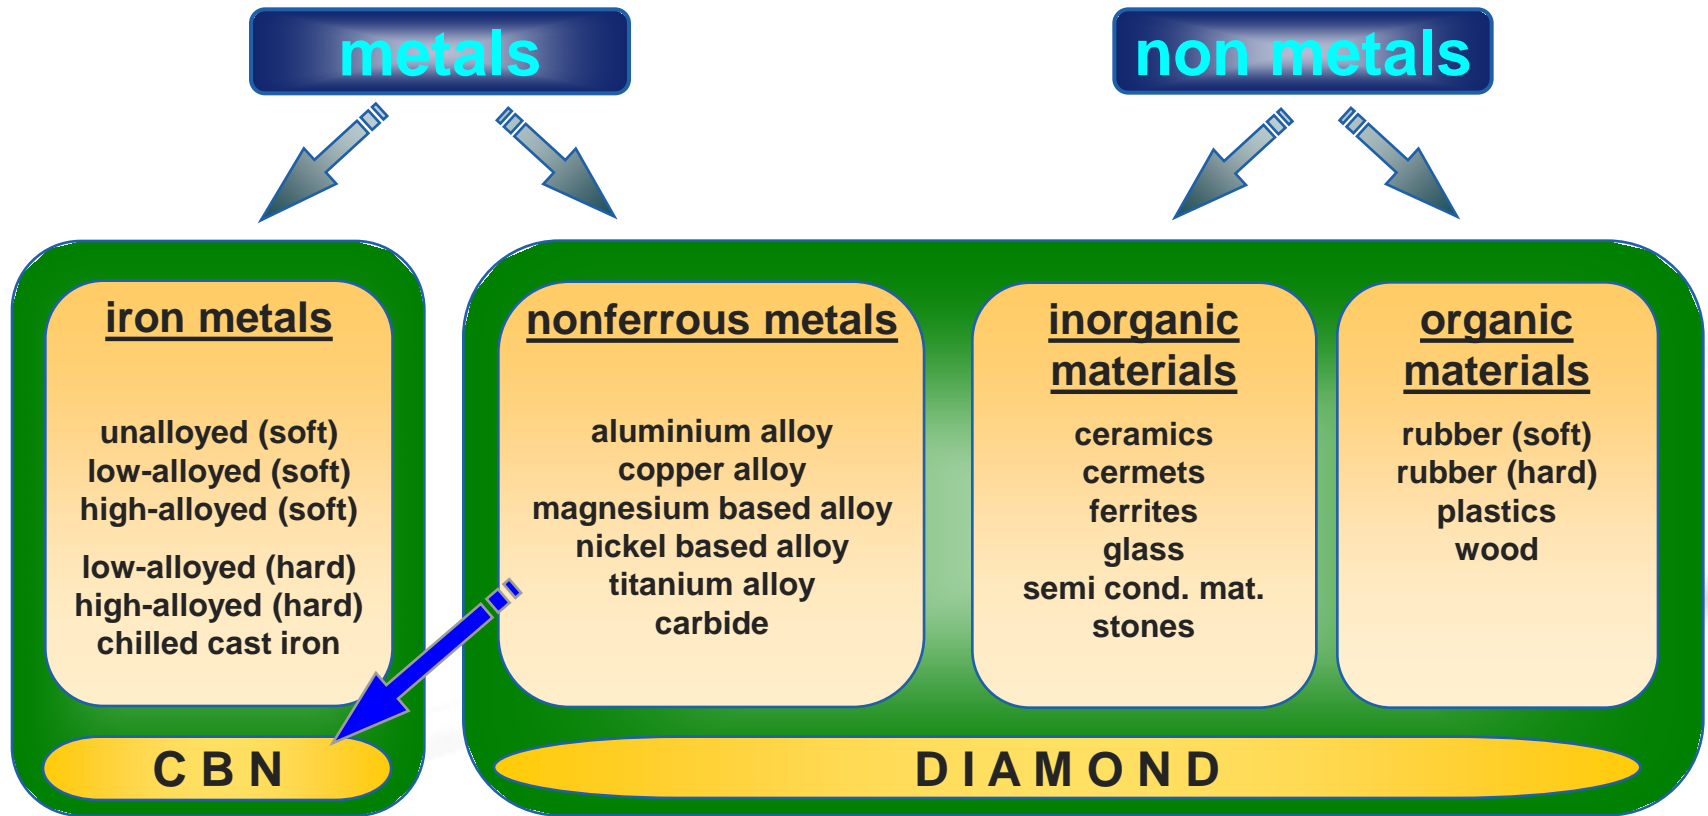 metals
non metals
iron metals
unalloyed (soft)
low-alloyed (soft)
high-alloyed (soft)
low-alloyed (hard)
high-alloyed (hard)
chilled cast iron
nonferrous metals
aluminium alloy
copper alloy
magnesium based alloy
nickel based alloy
titanium alloy
carbide
inorganic
materials
ceramics
cermets
ferrites
glass
semi cond. mat.
stones
organic
materials
rubber (soft)
rubber (hard)
plastics
wood
C B N
D I A M O N D